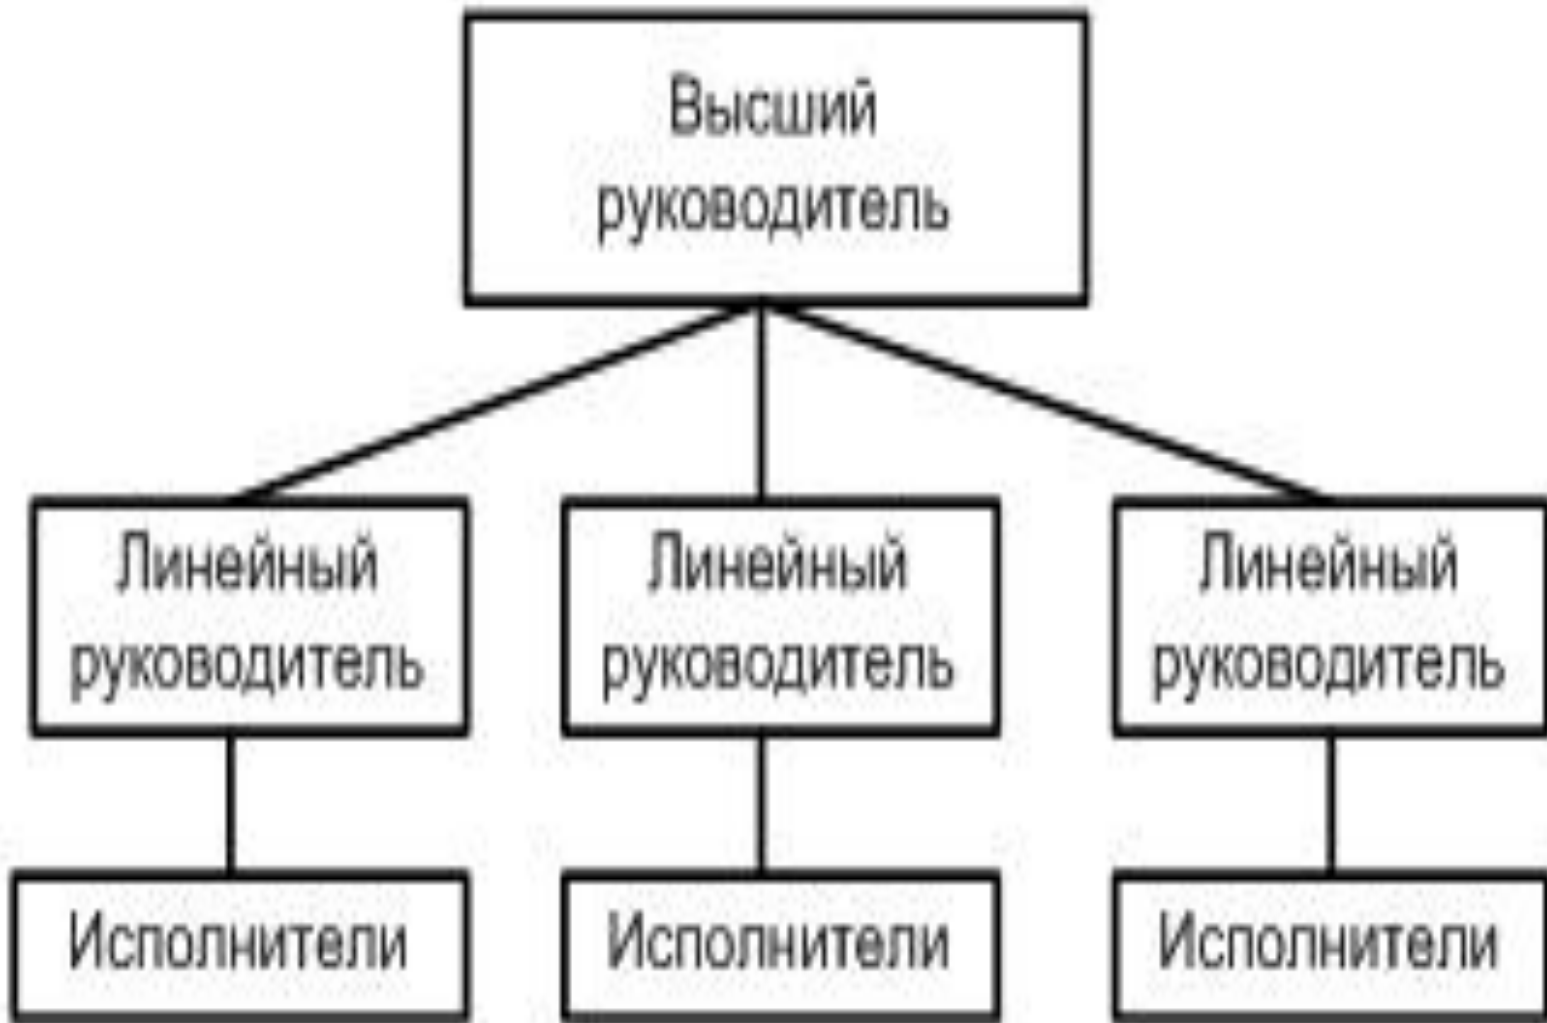 Высший
руководитель
Линейный
руководитель
Линейный
руководитель
Линейный
руководитель
Исполнители
Исполнители
Исполнители